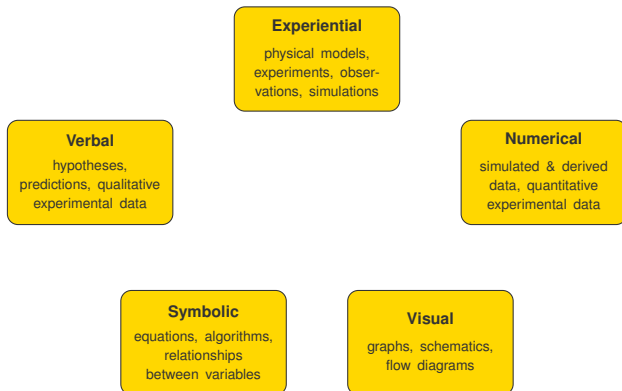 Experiential
physical models,
experiments, obser-
vations, simulations
Verbal
hypotheses,
predictions, qualitative
experimental data
Numerical
simulated & derived
data, quantitative
experimental data
Symbolic
equations, algorithms,
relationships
between variables
Visual
graphs, schematics,
flow diagrams